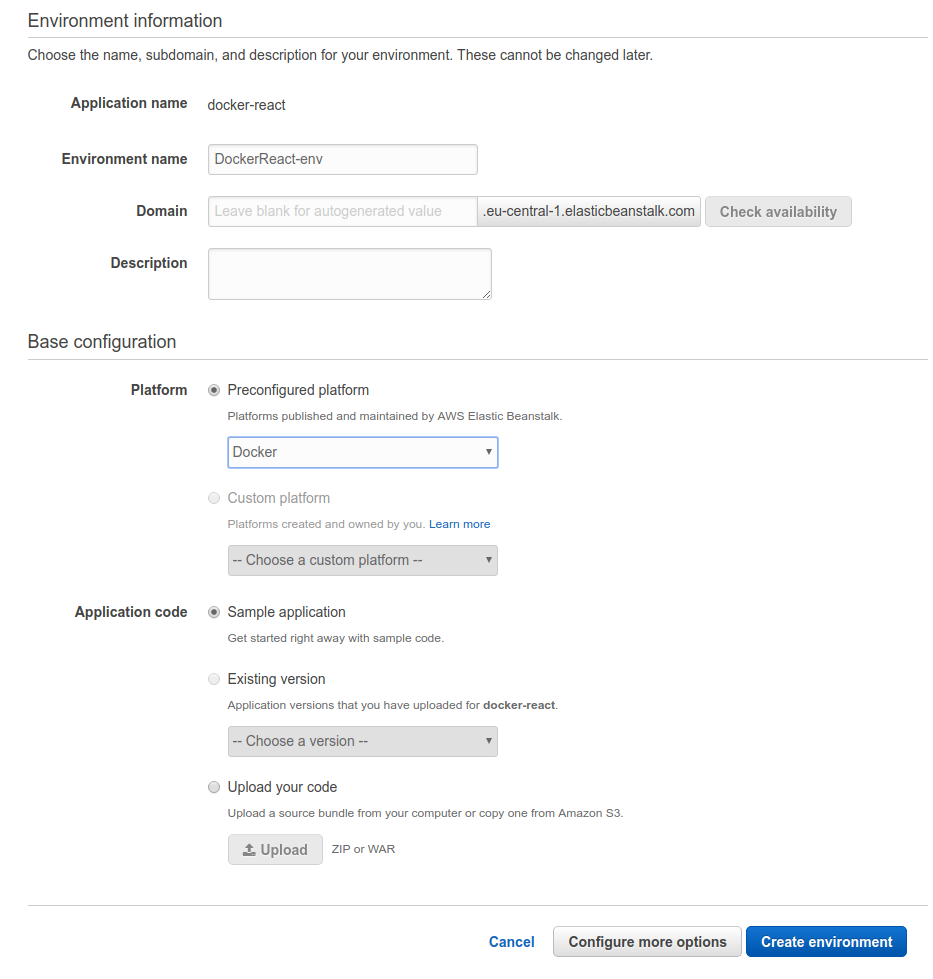 Environment information
Choose the name, subdomain, and description for your environment. These cannot be changed later.
Application name docker-react
Environment name DockerReact-env
Domain Leave blank for autogenerated value .eu-central-1.elasticbeanstalk.com Check availability
Description
Base configuration
Platform Preconfigured platform
Platforms published and maintained by AWS Elastic Beanstalk.
Docker
Custom platform
Platforms created and owned by you. Learn more
-- Choose a custom platform --
Application code Sample application
Get started right away with sample code.
Existing version
Application versions that you have uploaded for docker-react.
-- Choose a version --
Upload your code
Upload a source bundle from your computer or copy one from Amazon S3.
Upload ZIP or WAR
Cancel Configure more options Create environment